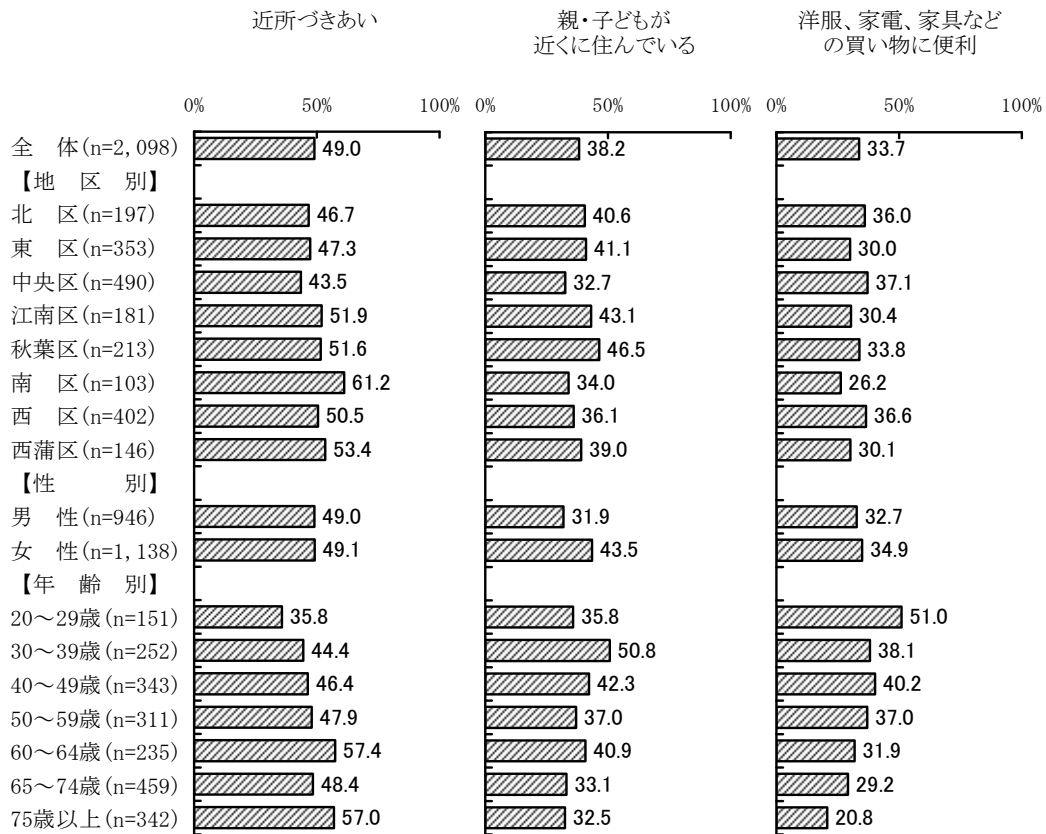 近所づきあい 親・子どもが 洋服、家電、家具など
近くに住んでいる の買い物に便利
0% 50% 100% 0% 50% 100% 0% 50% 100%
全 体(n=2,098) 49.0 38.2 33.7
【地 区 別】
北 区(n=197) 46.7 40.6 36.0
東 区(n=353) 47.3 41.1 30.0
中央区(n=490) 43.5 32.7 37.1
江南区(n=181) 51.9 43.1 30.4
秋葉区(n=213) 51.6 46.5 33.8
南 区(n=103) 61.2 34.0 26.2
西 区(n=402) 50.5 36.1 36.6
西蒲区(n=146) 53.4 39.0 30.1
【性 別】
男 性(n=946) 49.0 31.9 32.7
女 性(n=1,138) 49.1 43.5 34.9
【年 齢 別】
20～29歳(n=151) 35.8 35.8 51.0
30～39歳(n=252) 44.4 50.8 38.1
40～49歳(n=343) 46.4 42.3 40.2
50～59歳(n=311) 47.9 37.0 37.0
60～64歳(n=235) 57.4 40.9 31.9
65～74歳(n=459) 48.4 33.1 29.2
75歳以上(n=342) 57.0 32.5 20.8